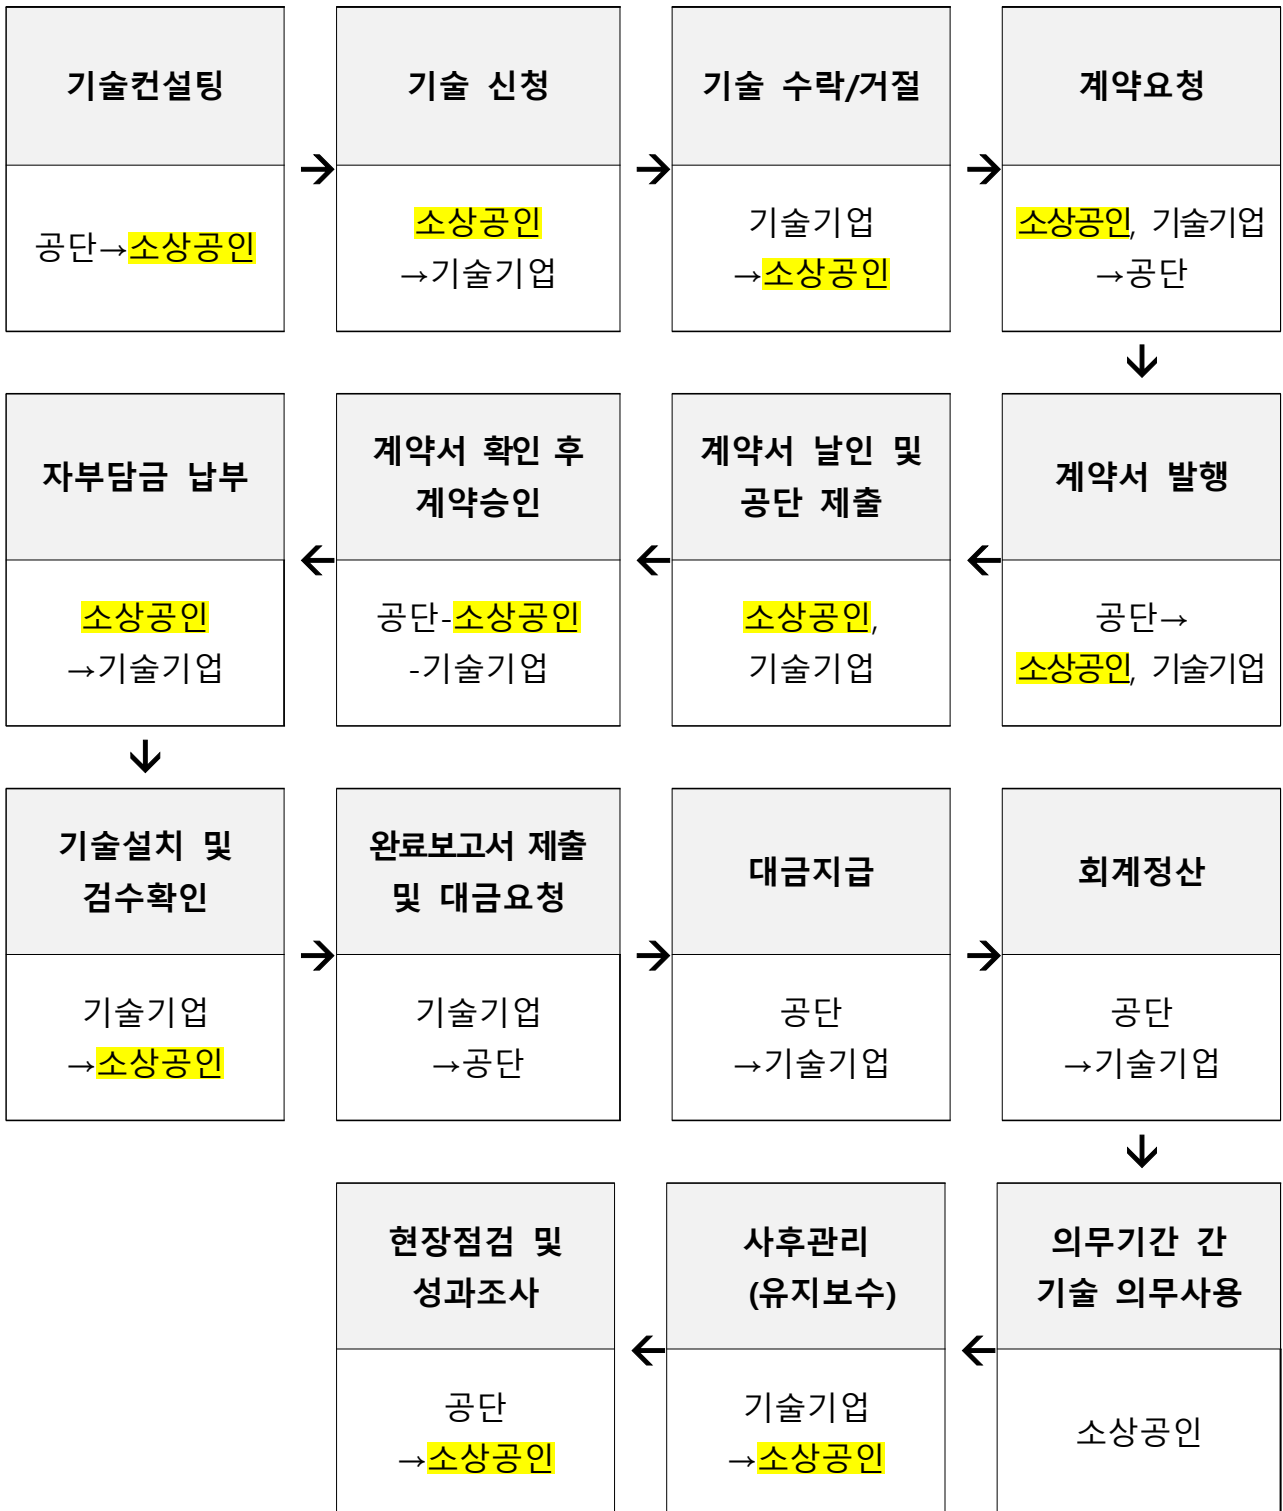 기술컨설팅
공단→소상공인
→
기술 신청
소상공인
→기술기업
→
기술 수락/거절
기술기업
→소상공인
→
계약요청
소상공인, 기술기업
→공단
↓
계약서 발행
공단→
소상공인, 기술기업
←
계약서 날인 및
공단 제출
소상공인,
기술기업
←
계약서 확인 후
계약승인
공단-소상공인
-기술기업
←
자부담금 납부
소상공인
→기술기업
↓
기술설치 및
검수확인
기술기업
→소상공인
→
완료보고서 제출
및 대금요청
기술기업
→공단
→
대금지급
공단
→기술기업
→
회계정산
공단
→기술기업
↓
의무기간 간
기술 의무사용
소상공인
←
사후관리
(유지보수)
기술기업
→소상공인
←
현장점검 및
성과조사
공단
→소상공인